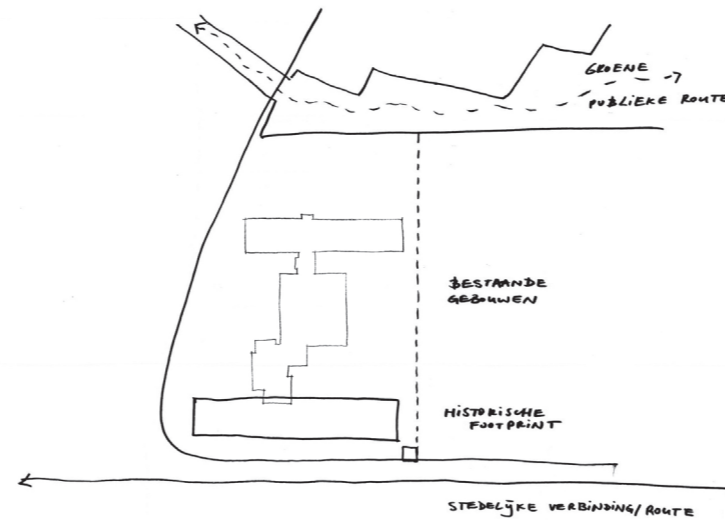 GROENE
PUBLIEKE ROUTE
BESTAANDE
GEBOUWEN
HISTORISCHE
FOOTPRINT
STEDELIJKE VERBINDING/ROUTE